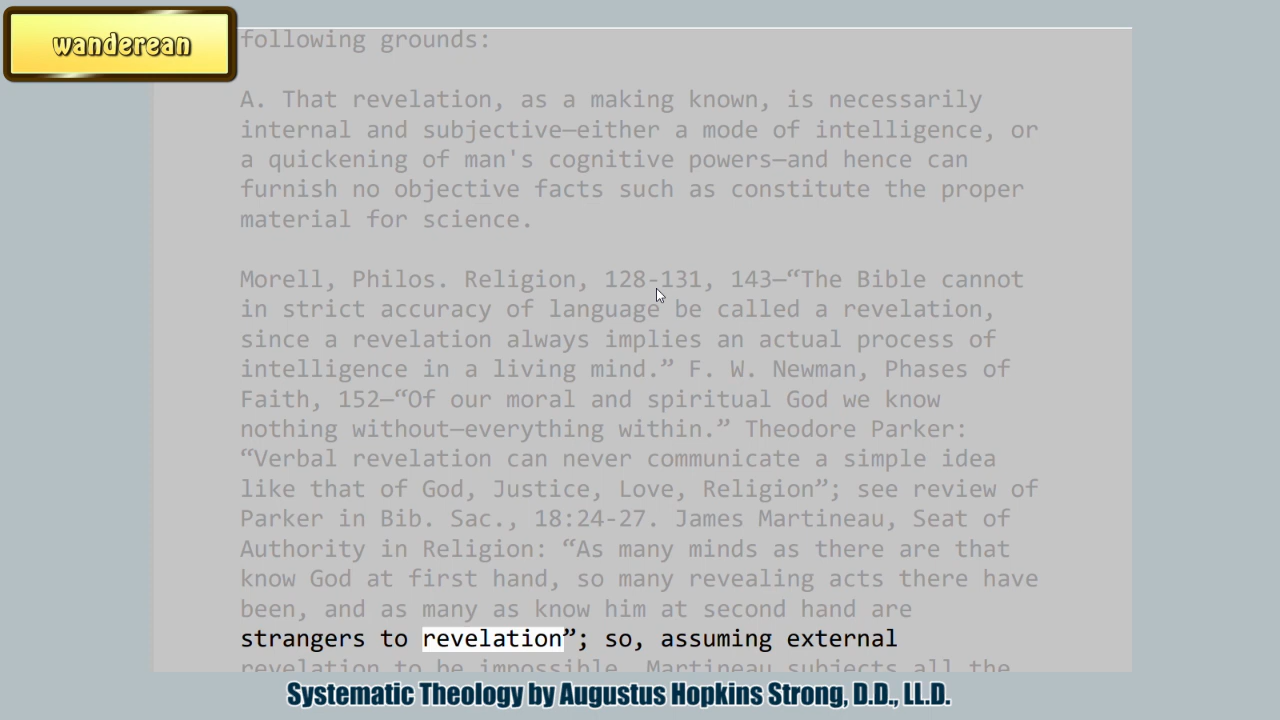 wanderean
following grounds:
A. That revelation, as a making known, is necessarily
internal and subjective—either a mode of intelligence, or
a quickening of man's cognitive powers—and hence can
furnish no objective facts such as constitute the proper
material for science.
Morell, Philos. Religion, 128-131, 143—“The Bible cannot
in strict accuracy of language be called a revelation,
since a revelation always implies an actual process of
intelligence in a living mind.” F. W. Newman, Phases of
Faith, 152—“Of our moral and spiritual God we know
nothing without—everything within.” Theodore Parker:
“Verbal revelation can never communicate a simple idea
like that of God, Justice, Love, Religion”; see review of
Parker in Bib. Sac., 18:24-27. James Martineau, Seat of
Authority in Religion: “As many minds as there are that
know God at first hand, so many revealing acts there have
been, and as many as know him at second hand are
strangers to revelation”; so, assuming external
revelation to be impossible, Martineau subjects all the
Systematic Theology by Augustus Hopkins Strong, D.D., LL.D.